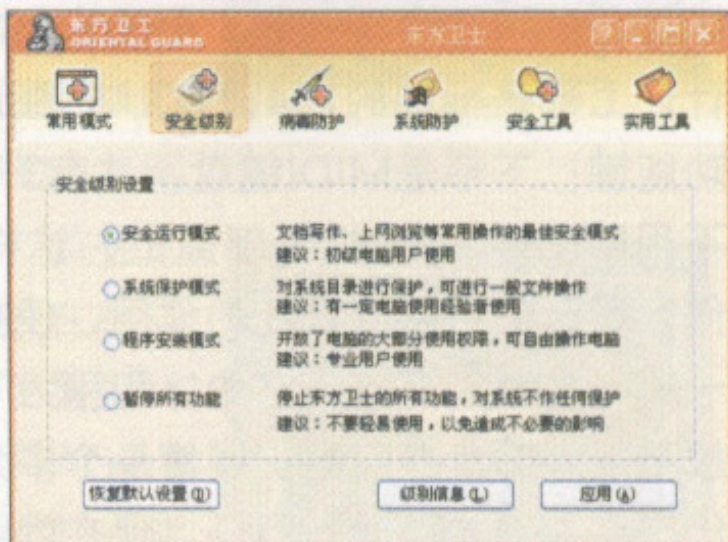 东方卫士
ORIENTAL GUARD
东方卫士
常用模式 安全级别 病毒防护 系统防护 安全工具 实用工具
安全级别设置
安全运行模式 文档写作、上网浏览等常用操作的最佳安全模式
建议：初级电脑用户使用
系统保护模式 对系统目录进行保护，可进行一般文件操作
建议：有一定电脑使用经验者使用
程序安装模式 开放了电脑的大部分使用权限，可自由操作电脑
建议：专业用户使用
暂停所有功能 停止东方卫士的所有功能，对系统不作任何保护
建议：不要轻易使用，以免造成不必要的影响
恢复默认设置(D) 级别信息(L) 应用(A)